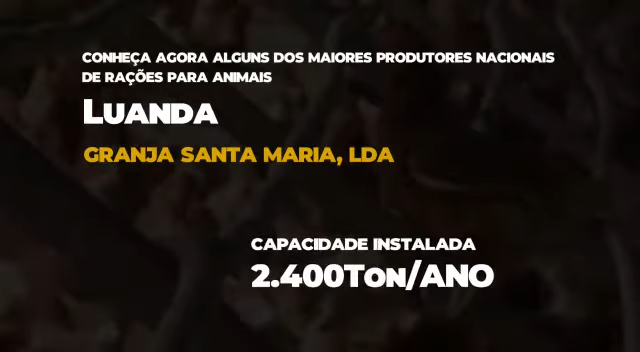 CONHEÇA AGORA ALGUNS DOS MAIORES PRODUTORES NACIONAIS
DE RAÇÕES PARA ANIMAIS
LUANDA
GRANJA SANTA MARIA, LDA
CAPACIDADE INSTALADA
2.400TON/ANO